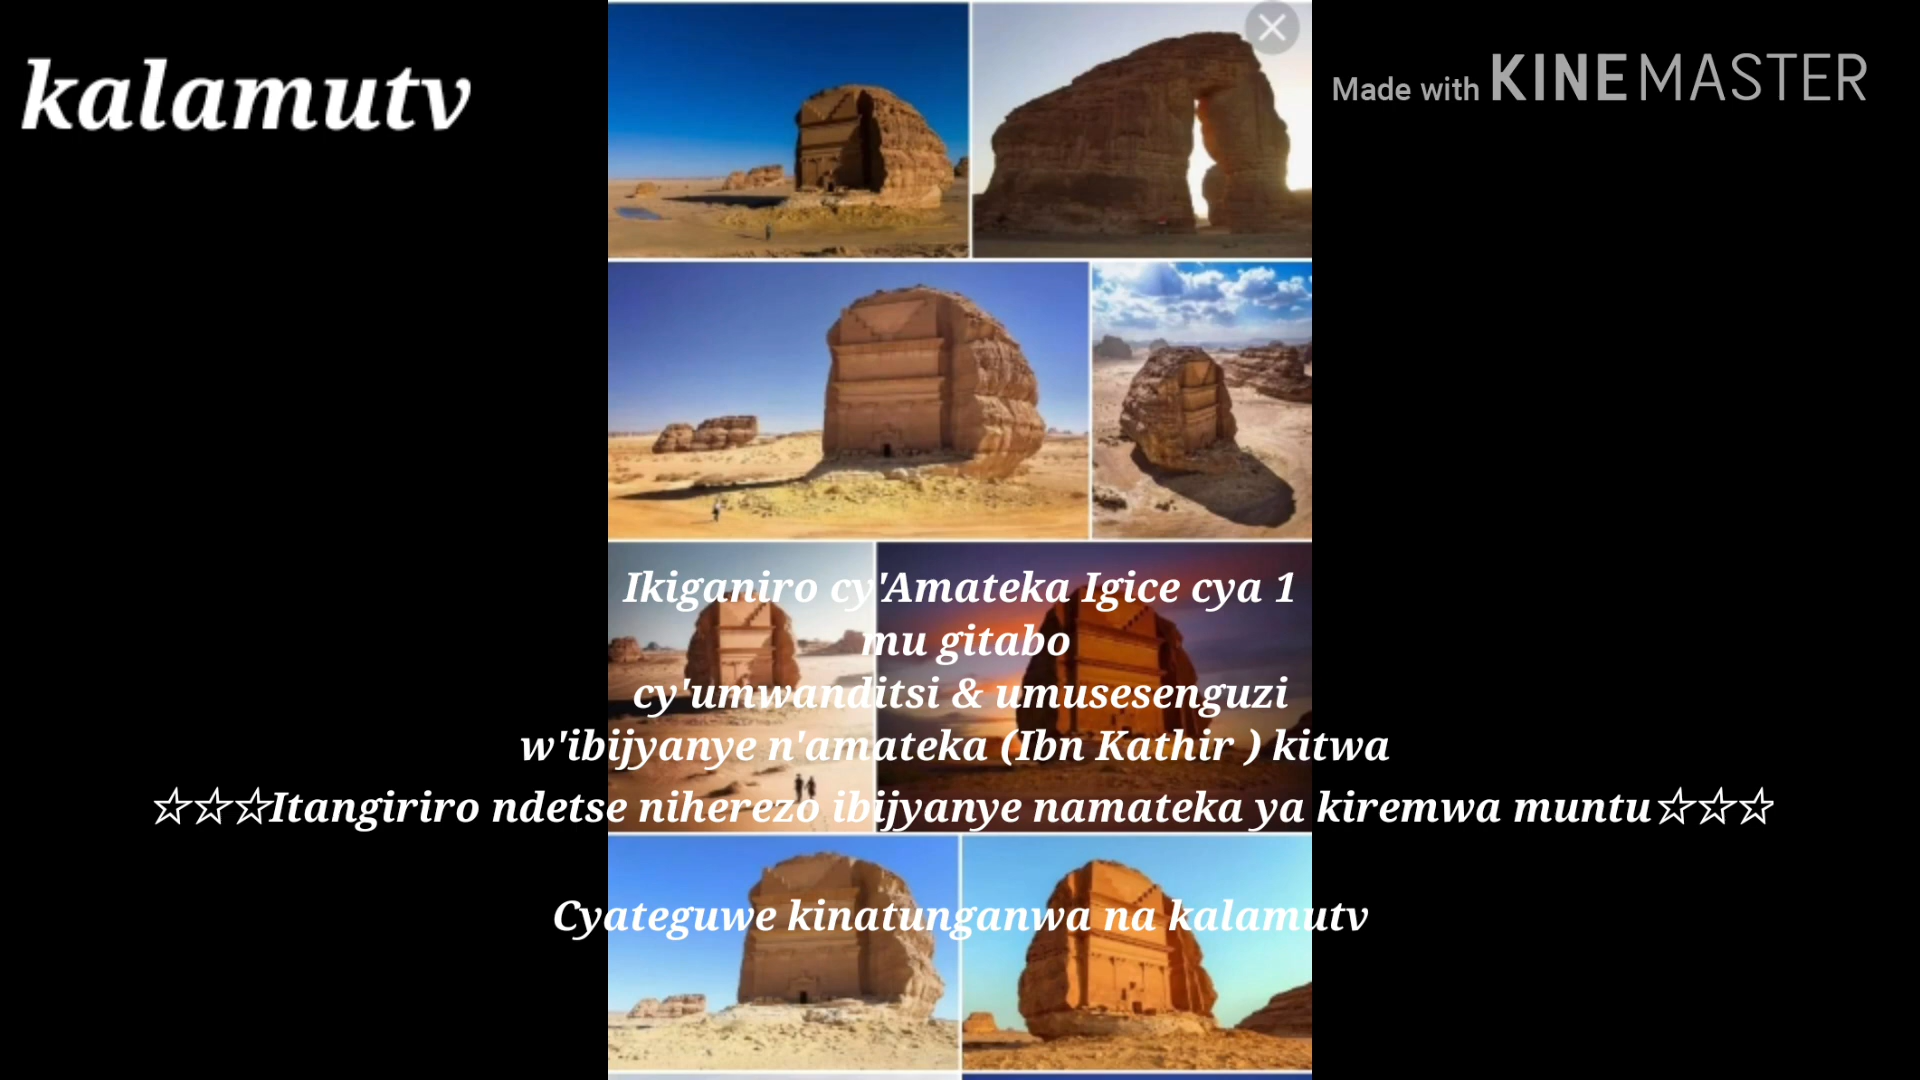 kalamutv
Made with KINEMASTER
Ikiganiro cy'Amateka Igice cya 1
mu gitabo
cy'umwanditsi & umusesenguzi
w'ibijyanye n'amateka (Ibn Kathir ) kitwa
☆☆☆Itangiriro ndetse niherezo ibijyanye namateka ya kiremwa muntu☆☆☆
Cyateguwe kinatunganwa na kalamutv